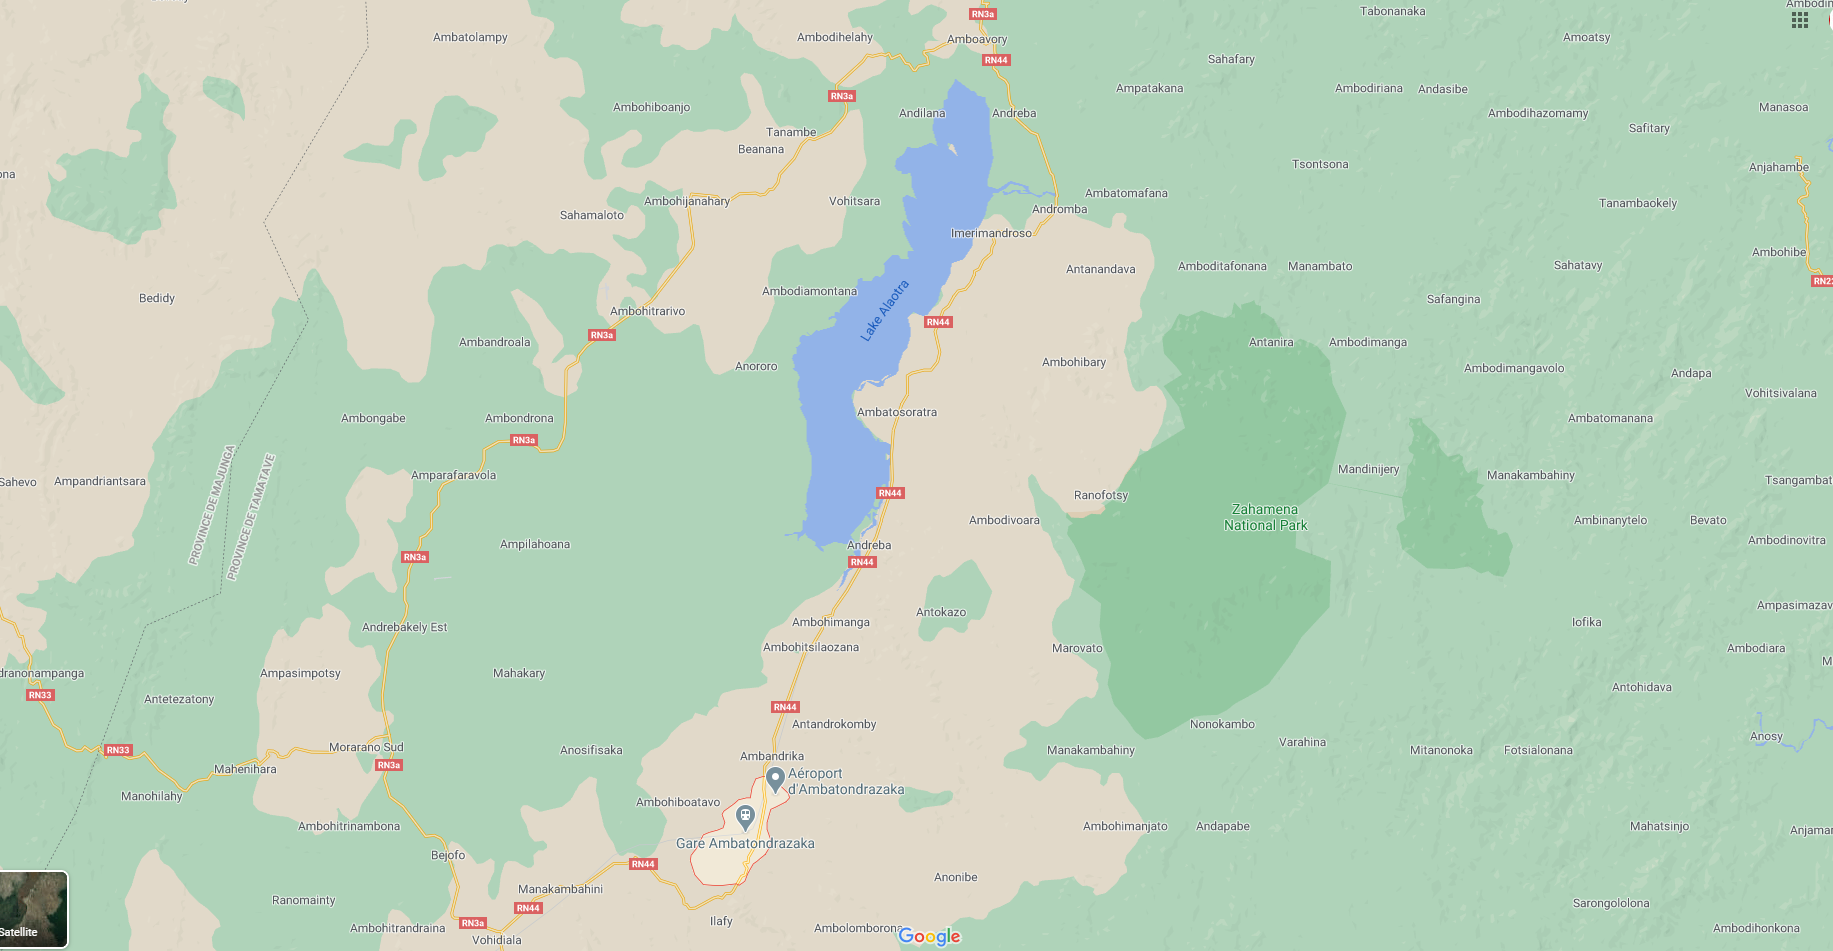 RN3a
Tabonanaka
Ambatolampy
Ambodihelahy
Amboavory
Amoatsy
RN44
Sahafary
RN3a
Ampatakana
Ambodiriana
Andasibe
Ambohiboanjo
Andilana
Andreba
Ambodihazomamy
Manasoa
Tanambe
Safitary
Beanana
Tsontsona
Anjahambe
Ambohijanahary
Vohitsara
Ambatomafana
Tanambaokely
Sahamaloto
Andromba
Imerimandroso
Ambohibe
Antanandava
Amboditafonana
Manambato
Sahatavy
Bedidy
Ambodiamontana
Safangina
Lake Alaotra
Ambohitrarivo
RN44
RN3a
Ambandroala
Antanira
Ambodimanga
Anororo
Ambohibary
Ambodimangavolo
Andapa
Vohitsivalana
Ambongabe
Ambondrona
Ambatosoratra
Ambatomanana
RN3a
PROVINCE DE MAJUNGA
PROVINCE DE TAMATAVE
Sahevo
Ampandriantsara
Amparafaravola
Mandinijery
Manakambahiny
RN44
Ranofotsy
Zahamena
National Park
Ambodivoara
Ambinanytelo
Bevato
Ambodinovitra
Ampilahoana
Andreba
RN3a
RN44
Antokazo
Andrebakely Est
Ambohimanga
Iofika
Ambohitsilaozana
Marovato
Ambodiara
Ampasimpotsy
Mahakary
RN33
Antetezatony
Antohidava
RN44
Antandrokomby
Nonokambo
Morarano Sud
Anosifisaka
Ambandrika
Manakambahiny
Varahina
Mitanonoka
Fotsialonana
Anosy
RN33
RN3a
Mahenihara
Aéroport
d'Ambatondrazaka
Manohilahy
Ambohiboatavo
Ambohitrinambona
Gare Ambatondrazaka
Ambohimanjato
Andapabe
Mahatsinjo
Bejofo
RN44
Manakambahini
Anonibe
Ranomainty
RN44
Sarongololona
Ambohitrandraina
RN3a
Ilafy
Ambolomborona
Ambodihonkona
Vohidiala
Satellite
Google